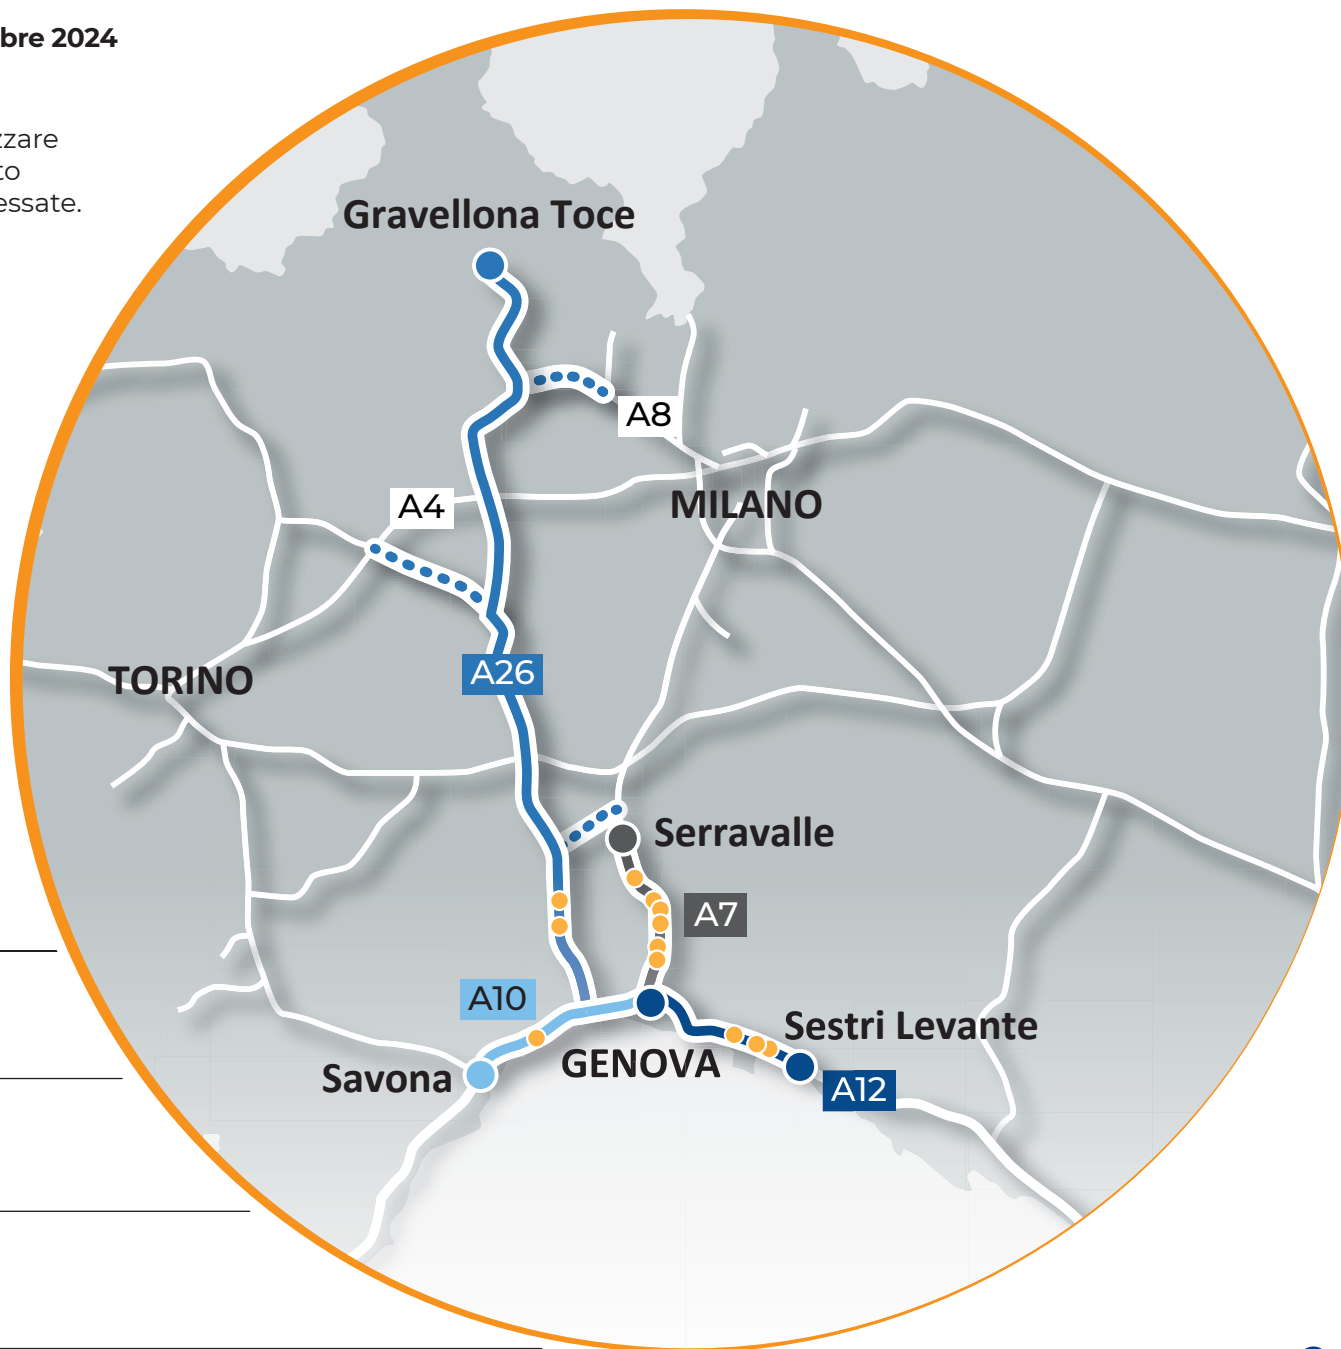 bre 2024
zzare
to
essate.
Gravellona Toce
A8
A4
MILANO
A26
TORINO
Serravalle
A7
A10
Sestri Levante
GENOVA
Savona
A12